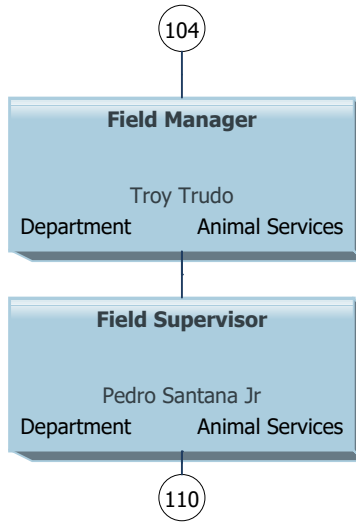 104
Field Manager
Troy Trudo
Department Animal Services
Field Supervisor
Pedro Santana Jr
Department Animal Services
110